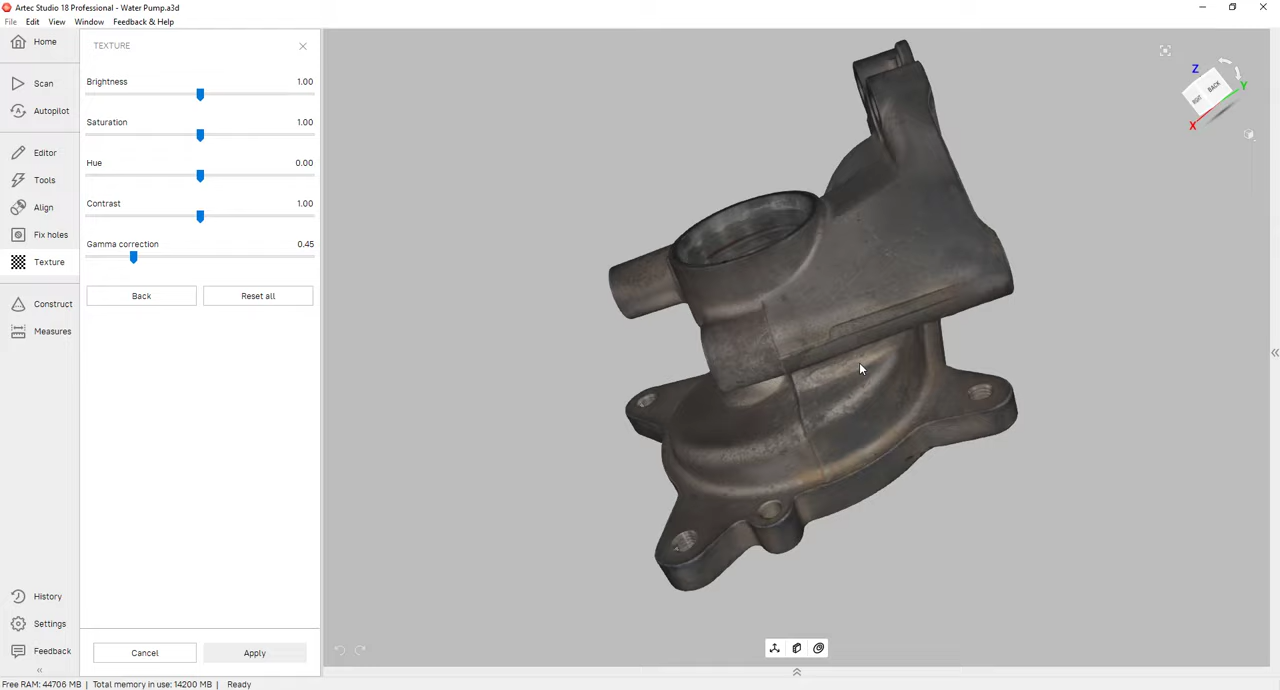 Artec Studio 18 Professional - Water Pump.a3d
File Edit View Window Feedback & Help
Home
Scan
Autopilot
Editor
Tools
Align
Fix holes
Texture
Construct
Measures
History
Settings
Feedback
TEXTURE
Brightness 1.00
Saturation 1.00
Hue 0.00
Contrast 1.00
Gamma correction 0.45
Back Reset all
Cancel Apply
Z
Y
X
RIGHT BACK
Free RAM: 44706 MB | Total memory in use: 14200 MB | Ready